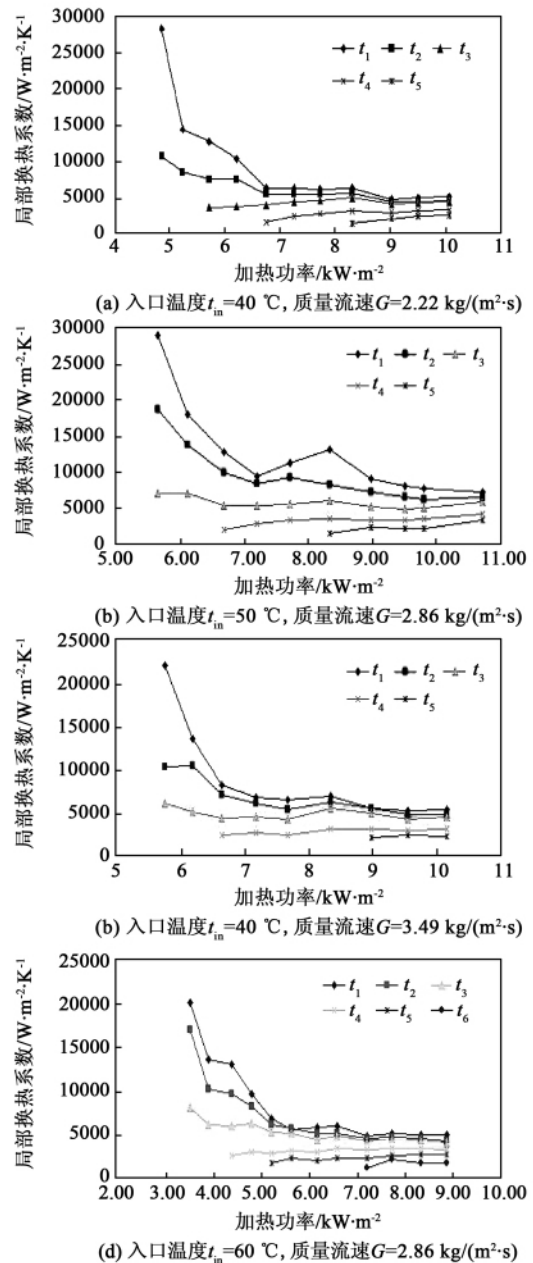 30000
25000
20000
15000
10000
5000
0
局部换热系数/W·m⁻²·K⁻¹
t₁ t₂ t₃
t₄ t₅
4 5 6 7 8 9 10 11
加热功率/kW·m⁻²
(a) 入口温度tᵢₙ=40 ℃, 质量流速G=2.22 kg/(m²·s)
30000
25000
20000
15000
10000
5000
0
局部换热系数/W·m⁻²·K⁻¹
t₁ t₂ t₃
t₄ t₅
5.00 6.00 7.00 8.00 9.00 10.00 11.00
加热功率/kW·m⁻²
(b) 入口温度tᵢₙ=50 ℃, 质量流速G=2.86 kg/(m²·s)
25000
20000
15000
10000
5000
0
局部换热系数/W·m⁻²·K⁻¹
t₁ t₂ t₃
t₄ t₅
5 6 7 8 9 10 11
加热功率/kW·m⁻²
(b) 入口温度tᵢₙ=40 ℃, 质量流速G=3.49 kg/(m²·s)
25000
20000
15000
10000
5000
0
局部换热系数/W·m⁻²·K⁻¹
t₁ t₂ t₃
t₄ t₅ t₆
2.00 3.00 4.00 5.00 6.00 7.00 8.00 9.00
加热功率/kW·m⁻²
(d) 入口温度tᵢₙ=60 ℃, 质量流速G=2.86 kg/(m²·s)